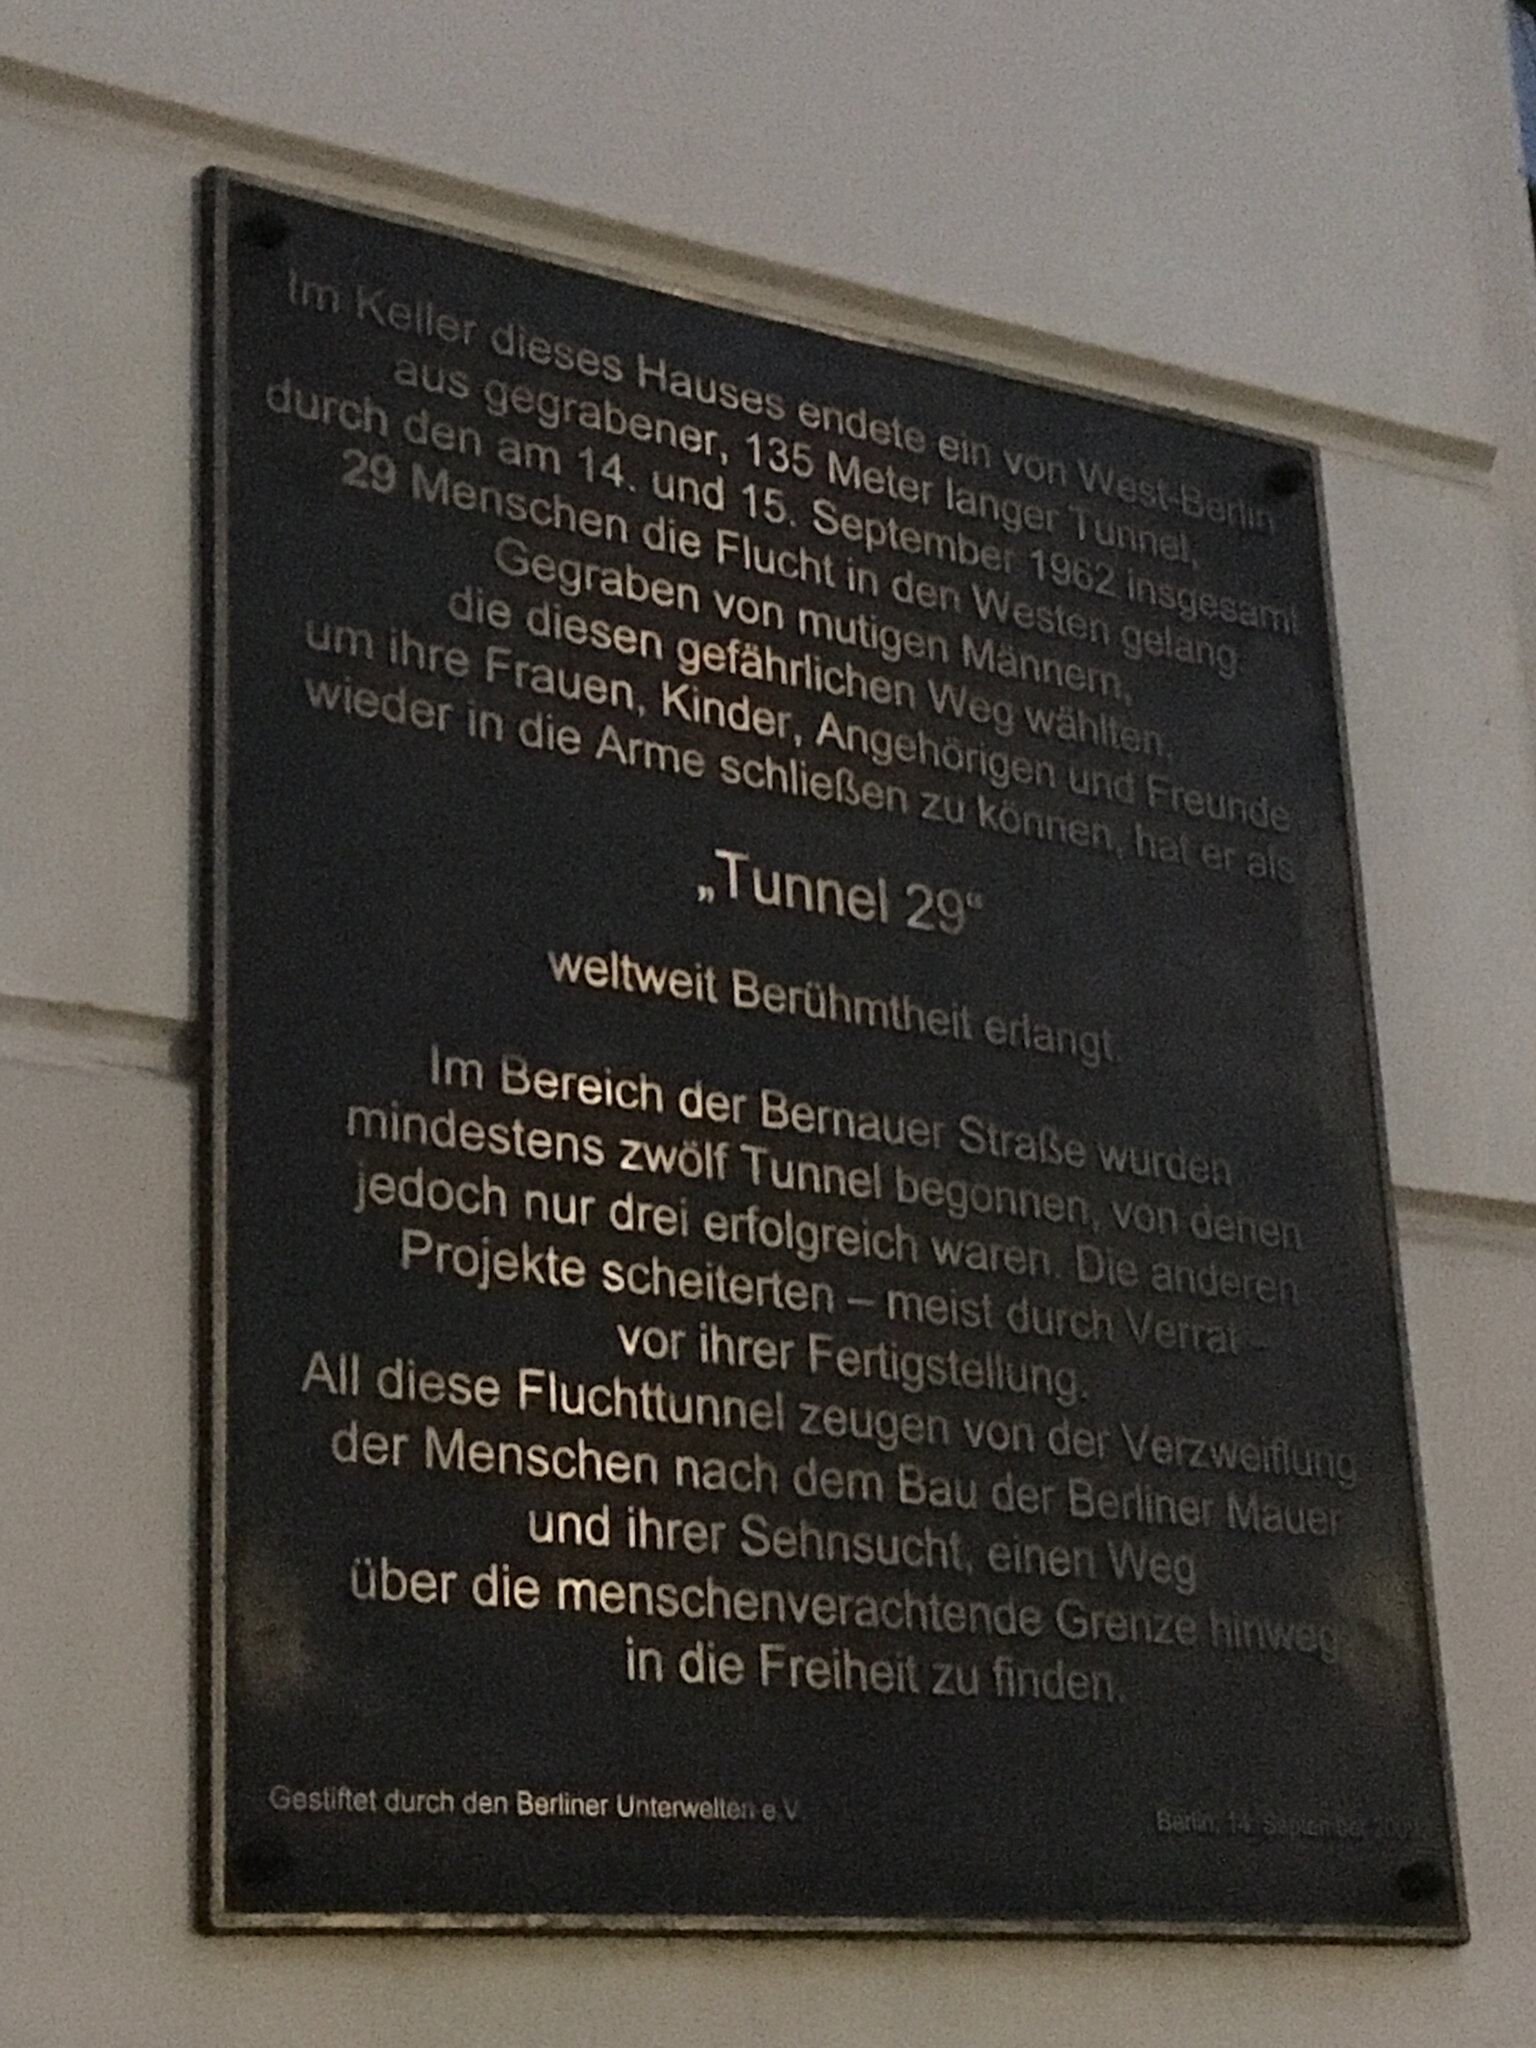 Im Keller dieses Hauses endete ein von West-Berlin
aus gegrabener, 135 Meter langer Tunnel,
durch den am 14. und 15. September 1962 insgesamt
29 Menschen die Flucht in den Westen gelang.
Gegraben von mutigen Männern,
die diesen gefährlichen Weg wählten,
um ihre Frauen, Kinder, Angehörigen und Freunde
wieder in die Arme schließen zu können, hat er als
„Tunnel 29“
weltweit Berühmtheit erlangt.
Im Bereich der Bernauer Straße wurden
mindestens zwölf Tunnel begonnen, von denen
jedoch nur drei erfolgreich waren. Die anderen
Projekte scheiterten – meist durch Verrat –
vor ihrer Fertigstellung.
All diese Fluchttunnel zeugen von der Verzweiflung
der Menschen nach dem Bau der Berliner Mauer
und ihrer Sehnsucht, einen Weg
über die menschenverachtende Grenze hinweg
in die Freiheit zu finden.
Gestiftet durch den Berliner Unterwelten e.V.
Berlin, 14. September